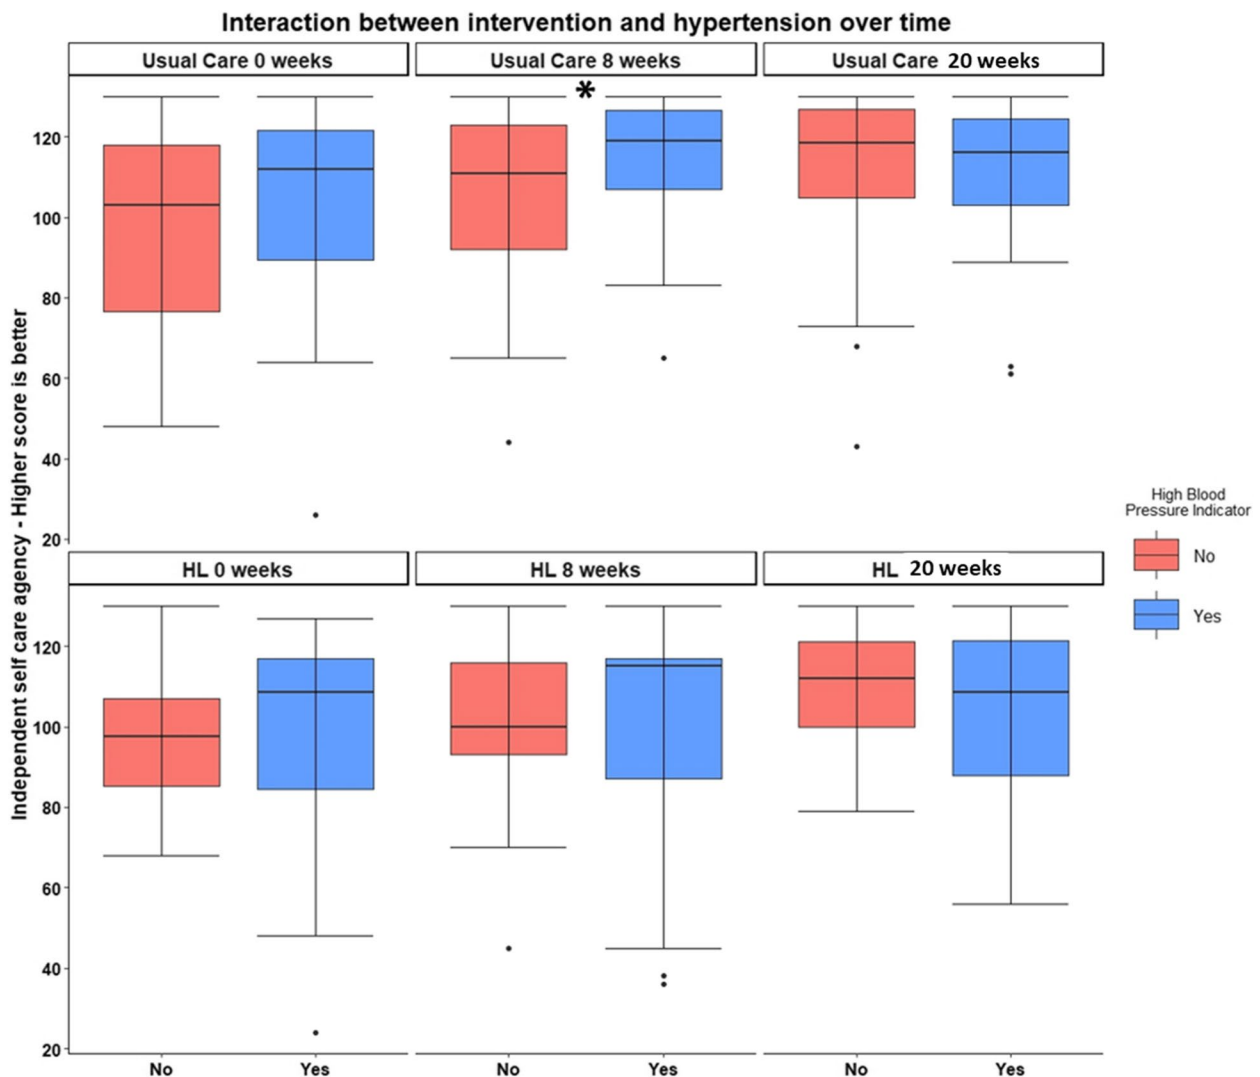 Interaction between intervention and hypertension over time
Usual Care 0 weeks
Usual Care 8 weeks
Usual Care 20 weeks
*
120
100
80
60
40
20
Independent self care agency - Higher score is better
HL 0 weeks
HL 8 weeks
HL 20 weeks
120
100
80
60
40
20
No
Yes
No
Yes
No
Yes
High Blood
Pressure Indicator
No
Yes